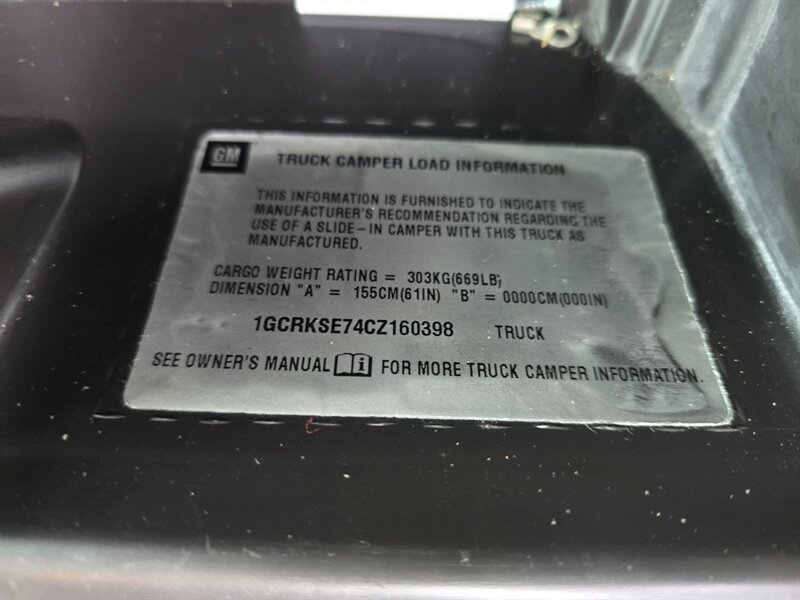 GM TRUCK CAMPER LOAD INFORMATION
THIS INFORMATION IS FURNISHED TO INDICATE THE
MANUFACTURER'S RECOMMENDATION REGARDING THE
USE OF A SLIDE-IN CAMPER WITH THIS TRUCK AS
MANUFACTURED.
CARGO WEIGHT RATING = 303KG(669LB)
DIMENSION "A" = 155CM(61IN) "B" = 0000CM(000IN)
1GCRKSE74CZ160398 TRUCK
SEE OWNER'S MANUAL i FOR MORE TRUCK CAMPER INFORMATION.